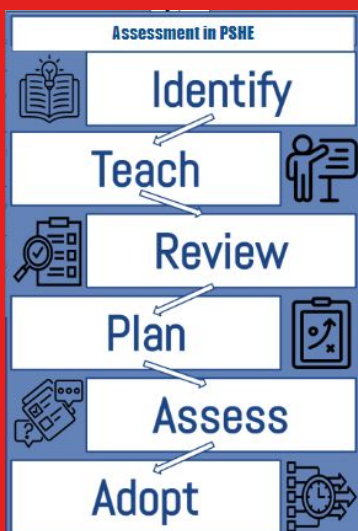 Assessment in PSHE
Identify
Teach
Review
Plan
Assess
Adopt